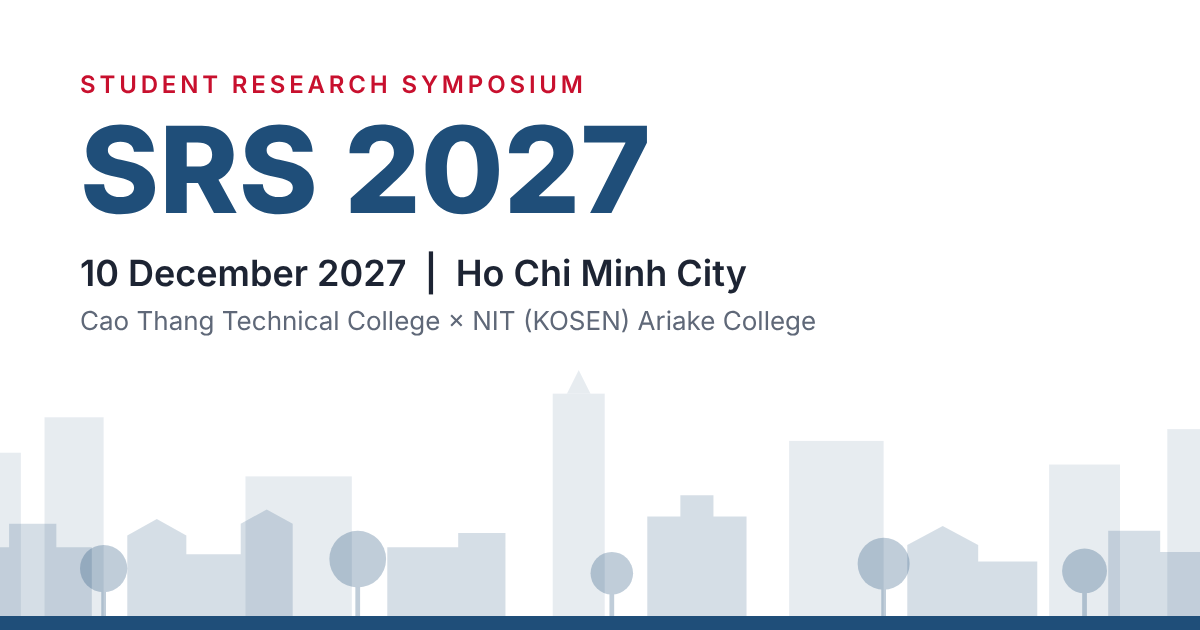 STUDENT RESEARCH SYMPOSIUM
SRS 2027
10 December 2027 | Ho Chi Minh City
Cao Thang Technical College × NIT (KOSEN) Ariake College